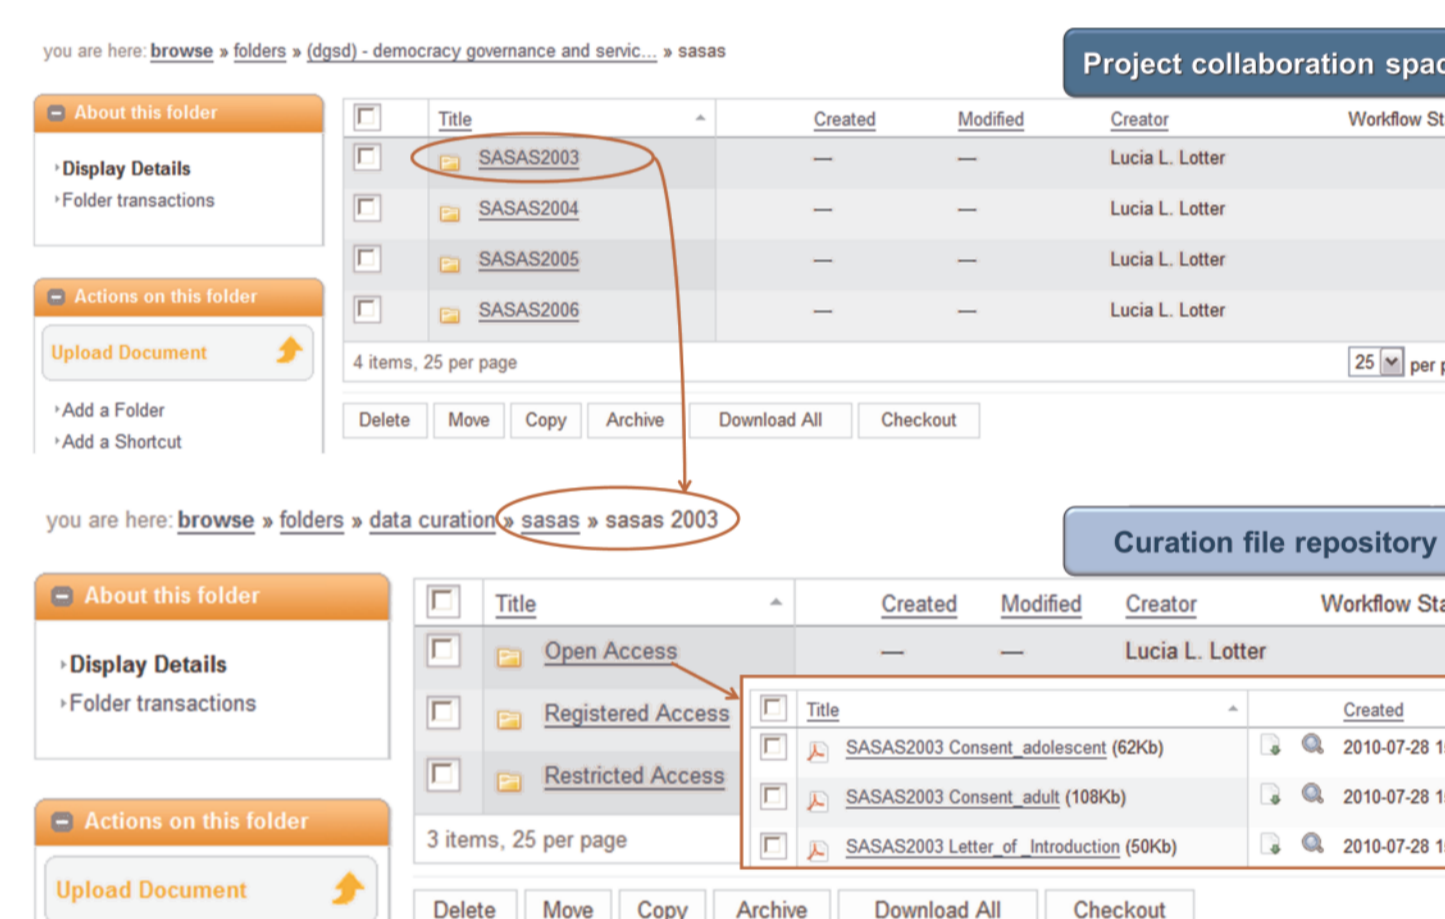 you are here: browse » folders » (dgsd) - democracy governance and servic... » sasas
Project collaboration spac
About this folder
Display Details
Folder transactions
Title Created Modified Creator Workflow St
SASAS2003 — — Lucia L. Lotter
SASAS2004 — — Lucia L. Lotter
SASAS2005 — — Lucia L. Lotter
SASAS2006 — — Lucia L. Lotter
4 items, 25 per page 25 per p
Actions on this folder
Upload Document
Add a Folder
Add a Shortcut
Delete Move Copy Archive Download All Checkout
you are here: browse » folders » data curation » sasas » sasas 2003
Curation file repository
About this folder
Display Details
Folder transactions
Title Created Modified Creator Workflow Sta
Open Access — — Lucia L. Lotter
Registered Access
Restricted Access
3 items, 25 per page
Title Created
SASAS2003 Consent_adolescent (62Kb) 2010-07-28 1
SASAS2003 Consent_adult (108Kb) 2010-07-28 1
SASAS2003 Letter_of_Introduction (50Kb) 2010-07-28 1
Actions on this folder
Upload Document
Delete Move Copy Archive Download All Checkout